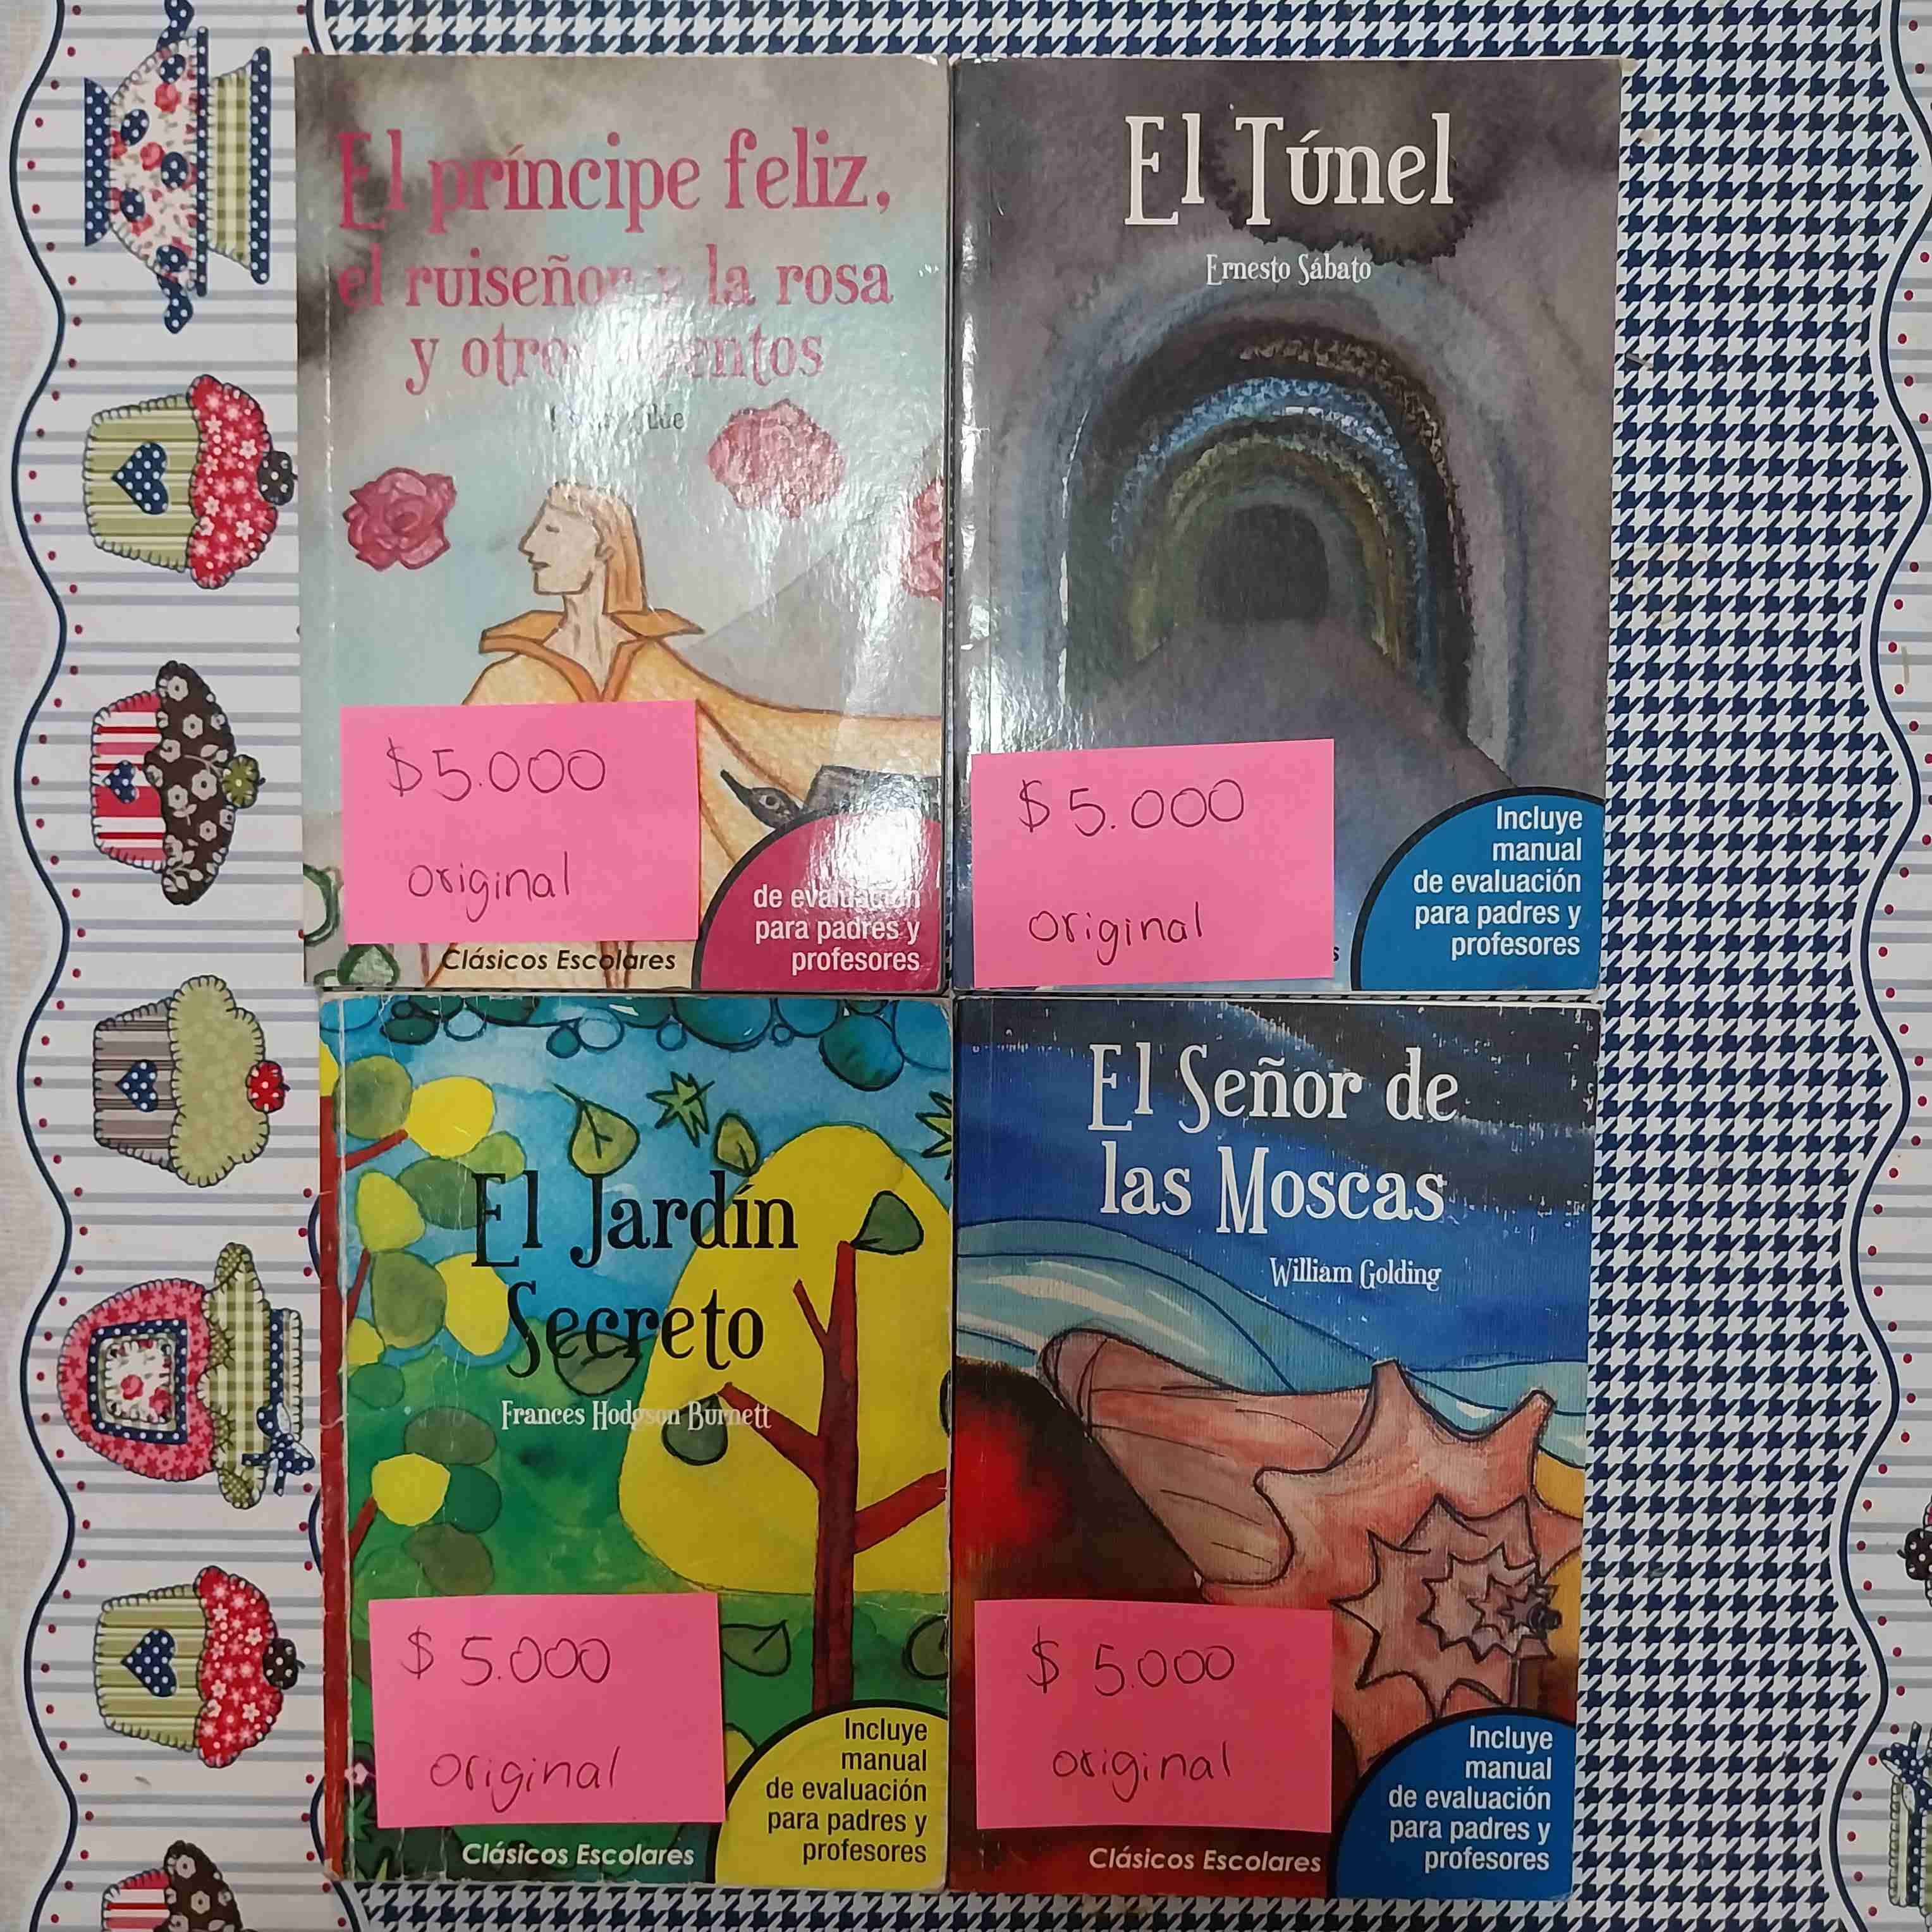 El príncipe feliz,
el ruiseñor y la rosa
y otros cuentos
$5.000
original
de evaluación
para padres y
profesores
Clásicos Escolares
El Túnel
Ernesto Sábato
$5.000
original
Incluye
manual
de evaluación
para padres y
profesores
s
El Jardín
Secreto
Frances Hodgson Burnett
$5.000
original
Incluye
manual
de evaluación
para padres y
profesores
Clásicos Escolares
El Señor de
las Moscas
William Golding
$5.000
original
Incluye
manual
de evaluación
para padres y
profesores
Clásicos Escolares